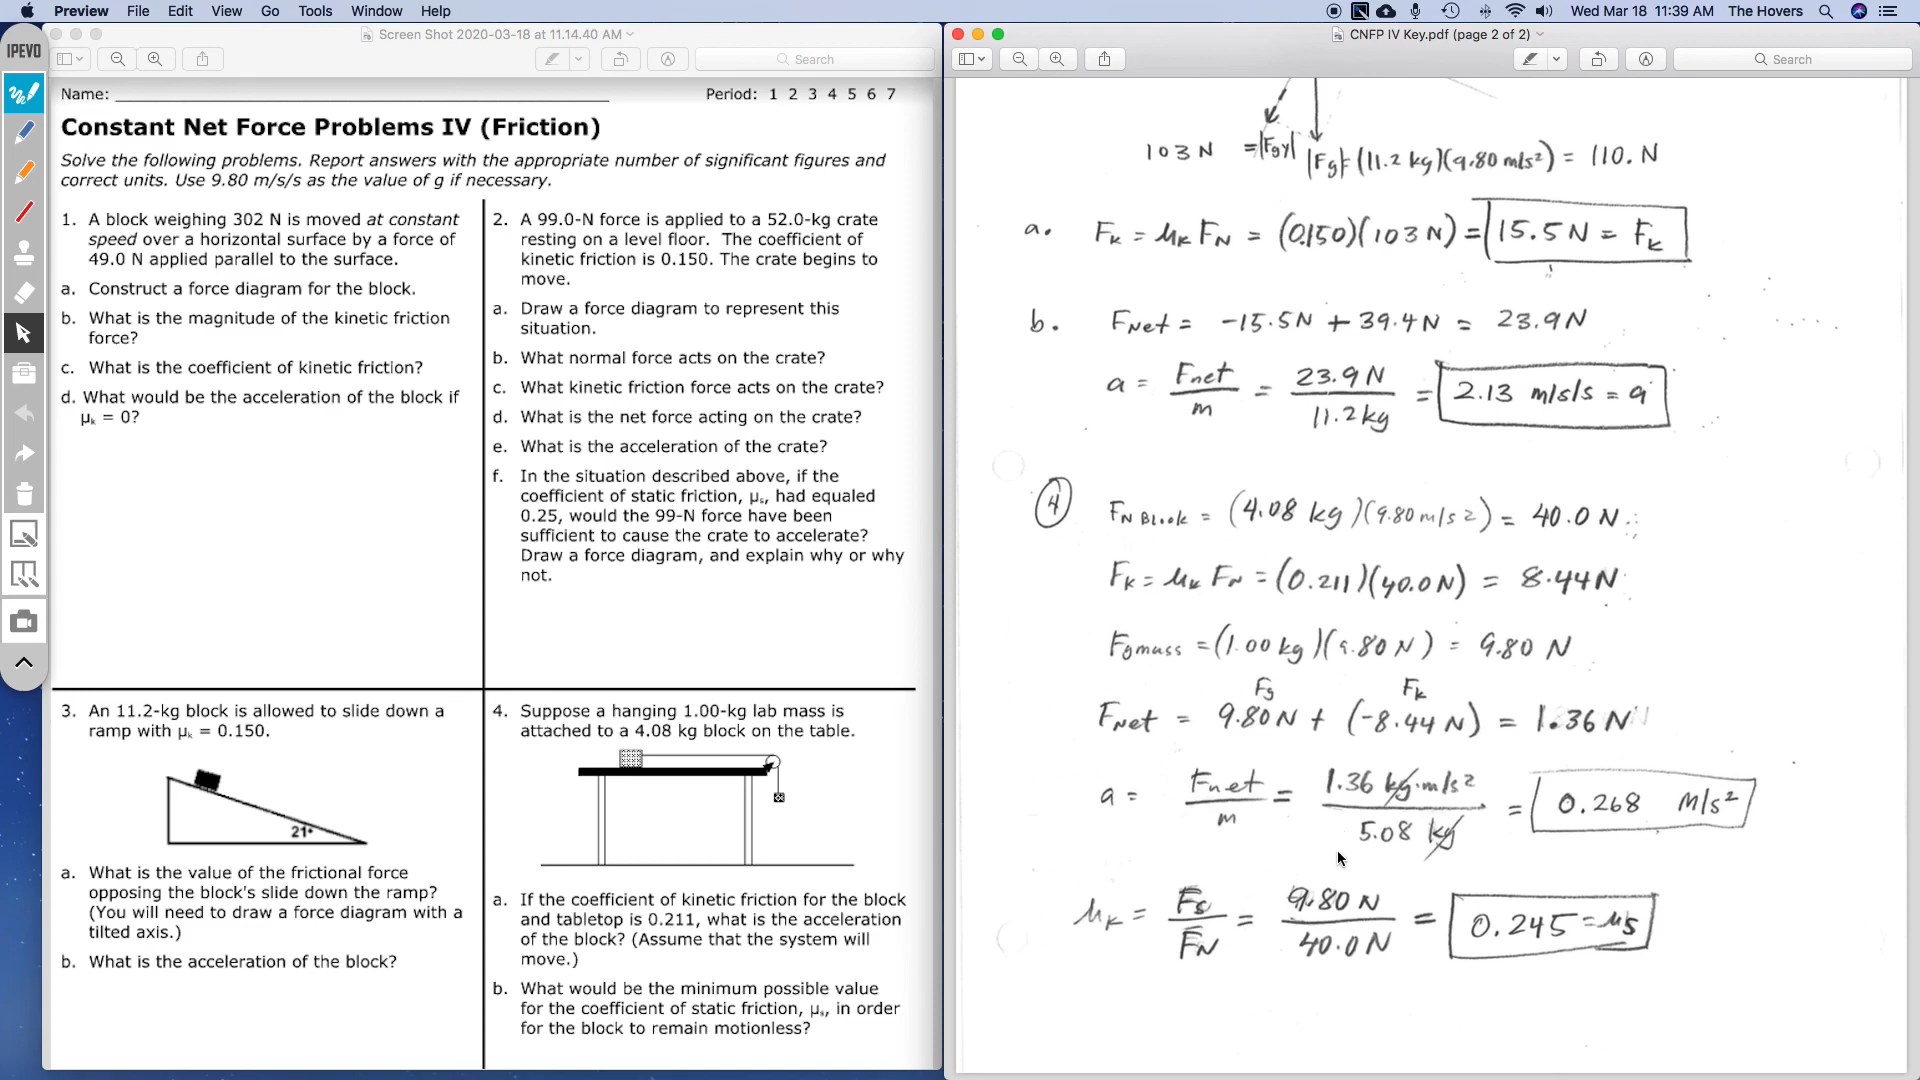 Preview File Edit View Go Tools Window Help
Wed Mar 18 11:39 AM The Hovers
IPEVO
Screen Shot 2020-03-18 at 11.14.40 AM
Search
Name:
Period: 1 2 3 4 5 6 7
Constant Net Force Problems IV (Friction)
Solve the following problems. Report answers with the appropriate number of significant figures and
correct units. Use 9.80 m/s/s as the value of g if necessary.
1. A block weighing 302 N is moved at constant
speed over a horizontal surface by a force of
49.0 N applied parallel to the surface.
a. Construct a force diagram for the block.
b. What is the magnitude of the kinetic friction
force?
c. What is the coefficient of kinetic friction?
d. What would be the acceleration of the block if
μk = 0?
2. A 99.0-N force is applied to a 52.0-kg crate
resting on a level floor. The coefficient of
kinetic friction is 0.150. The crate begins to
move.
a. Draw a force diagram to represent this
situation.
b. What normal force acts on the crate?
c. What kinetic friction force acts on the crate?
d. What is the net force acting on the crate?
e. What is the acceleration of the crate?
f. In the situation described above, if the
coefficient of static friction, μs, had equaled
0.25, would the 99-N force have been
sufficient to cause the crate to accelerate?
Draw a force diagram, and explain why or why
not.
3. An 11.2-kg block is allowed to slide down a
ramp with μk = 0.150.
21°
a. What is the value of the frictional force
opposing the block's slide down the ramp?
(You will need to draw a force diagram with a
tilted axis.)
b. What is the acceleration of the block?
4. Suppose a hanging 1.00-kg lab mass is
attached to a 4.08 kg block on the table.
a. If the coefficient of kinetic friction for the block
and tabletop is 0.211, what is the acceleration
of the block? (Assume that the system will
move.)
b. What would be the minimum possible value
for the coefficient of static friction, μs, in order
for the block to remain motionless?
CNFP IV Key.pdf (page 2 of 2)
Search
103 N = |Fgy| |Fg| = (11.2 kg)(9.80 m/s²) = 110. N
a. Fk = μk FN = (0.150)(103 N) = 15.5 N = Fk
b. FNet = -15.5N + 39.4N = 23.9N
a = Fnet/m = 23.9 N/11.2 kg = 2.13 m/s/s = a
4 FN Block = (4.08 kg)(9.80 m/s²) = 40.0 N
Fk = μk FN = (0.211)(40.0N) = 8.44N
Fg mass = (1.00 kg)(9.80 N) = 9.80 N
Fg Fk
FNet = 9.80N + (-8.44 N) = 1.36 N
a = Fnet/m = 1.36 kg·m/s²/5.08 kg = 0.268 m/s²
μk = Fs/FN = 9.80 N/40.0 N = 0.245 = μs